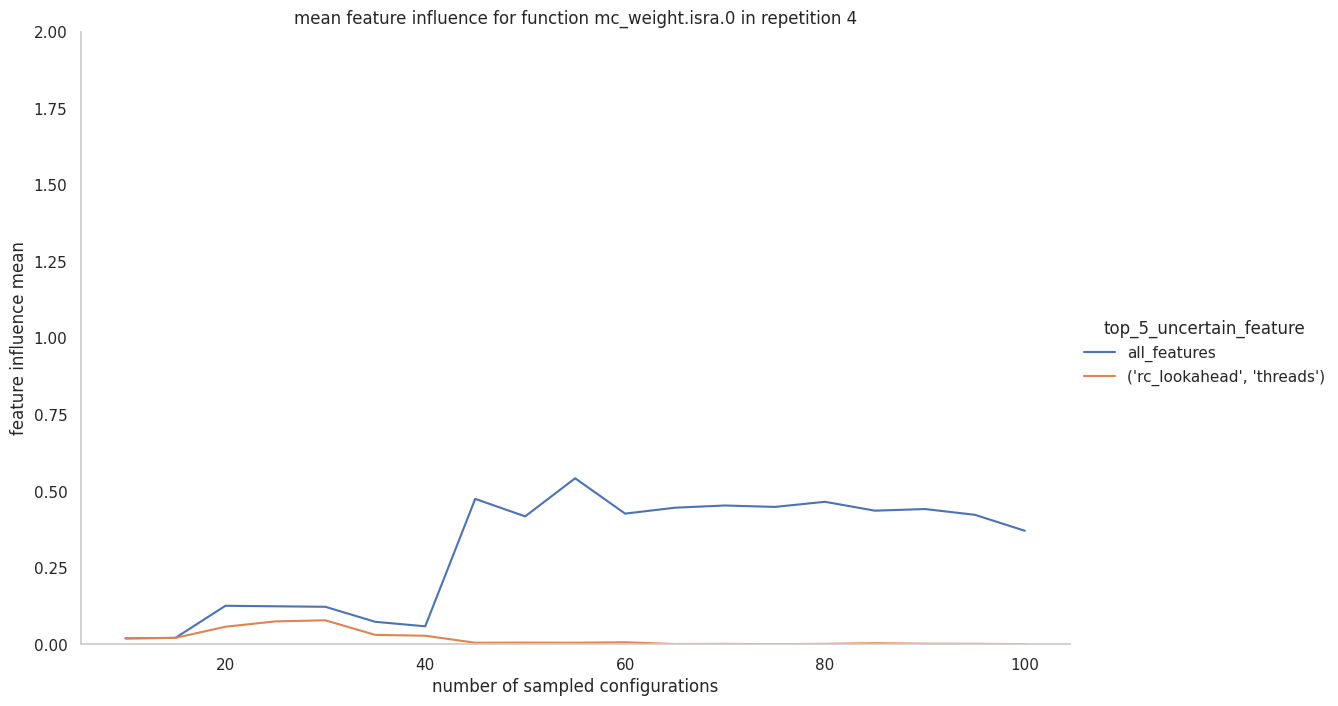 mean feature influence for function mc_weight.isra.0 in repetition 4
2.00
1.75
1.50
1.25
1.00
0.75
0.50
0.25
0.00
feature influence mean
20
40
60
80
100
number of sampled configurations
top_5_uncertain_feature
all_features
('rc_lookahead', 'threads')